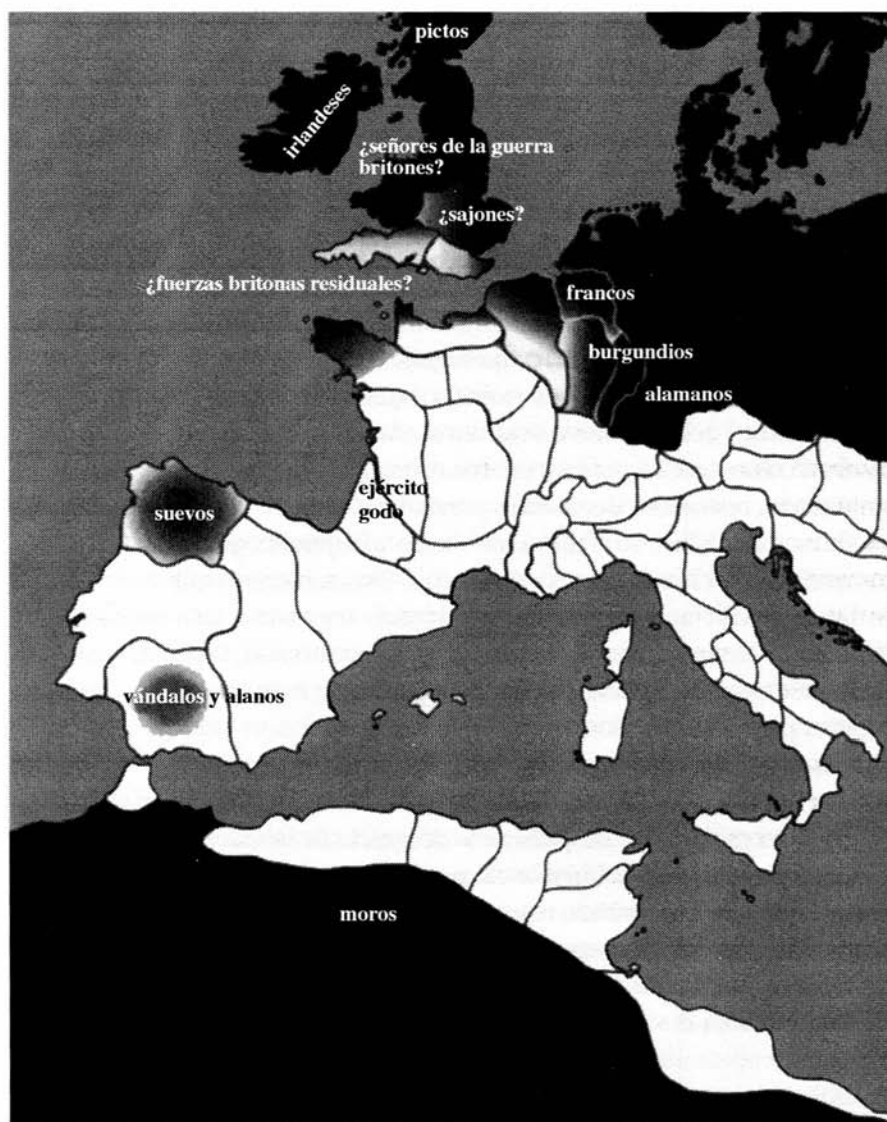 pictos
irlandeses
¿señores de la guerra
britones?
¿sajones?
¿fuerzas britonas residuales?
francos
burgundios
alamanos
ejército
godo
suevos
vándalos y alanos
moros